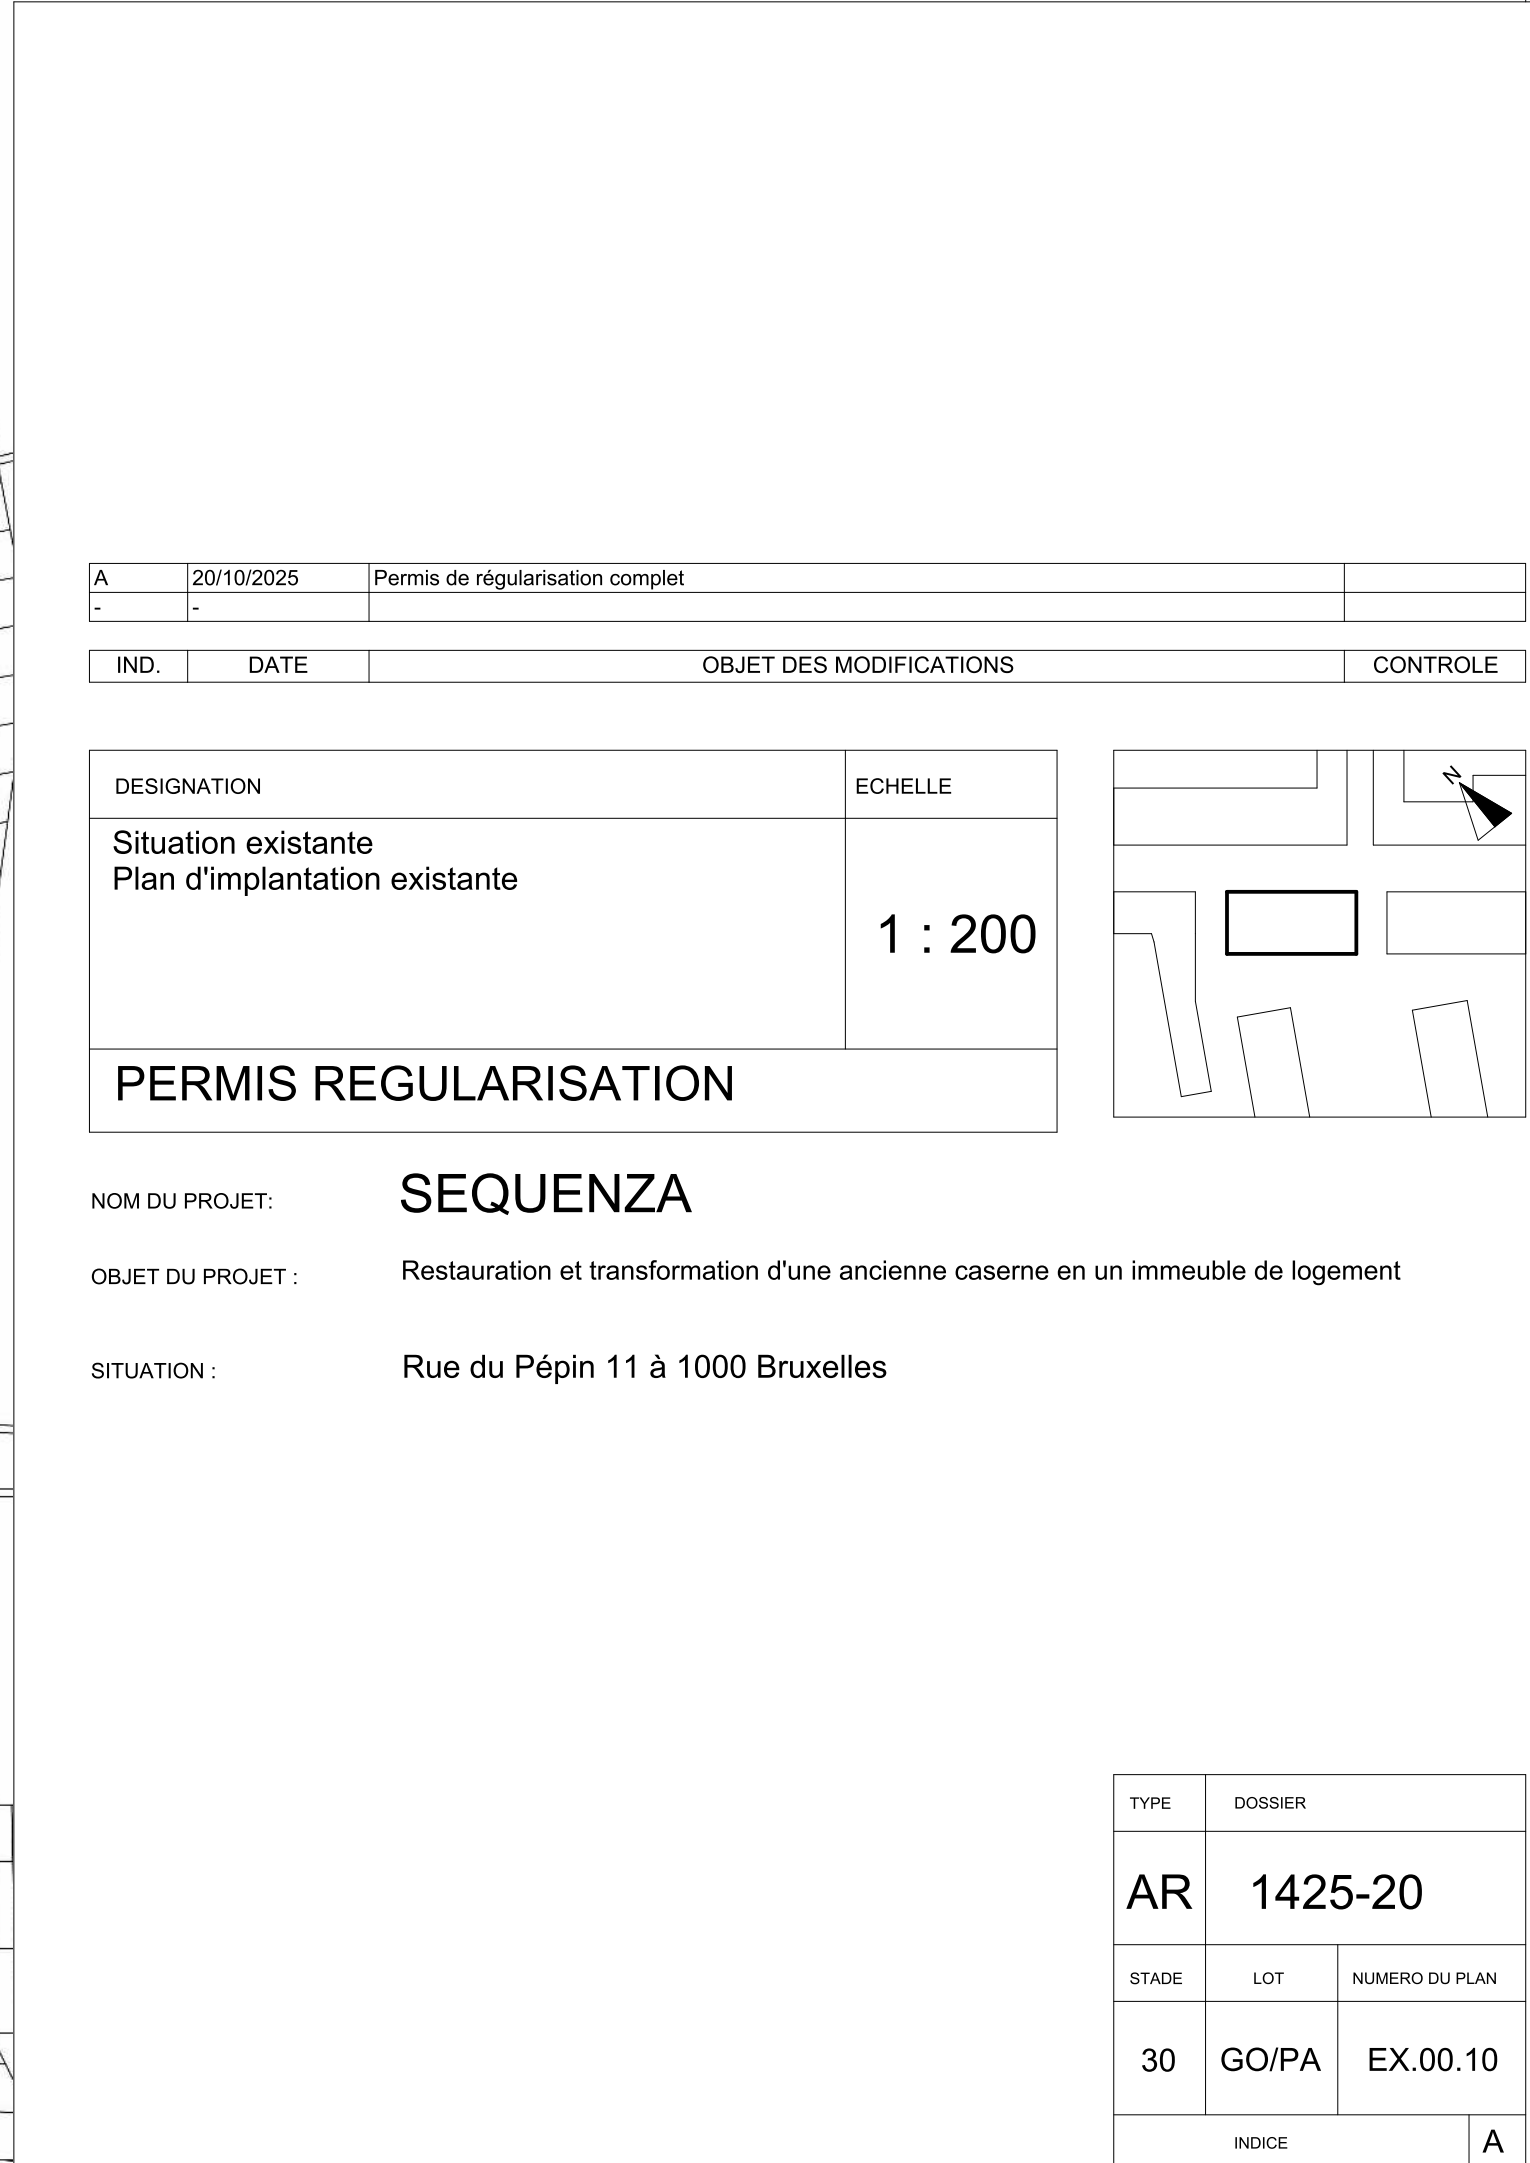 A 20/10/2025 Permis de régularisation complet
- -
IND. DATE OBJET DES MODIFICATIONS CONTROLE
DESIGNATION ECHELLE
Situation existante
Plan d'implantation existante
1 : 200
PERMIS REGULARISATION
N
NOM DU PROJET: SEQUENZA
OBJET DU PROJET : Restauration et transformation d'une ancienne caserne en un immeuble de logement
SITUATION : Rue du Pépin 11 à 1000 Bruxelles
TYPE DOSSIER
AR 1425-20
STADE LOT NUMERO DU PLAN
30 GO/PA EX.00.10
INDICE A